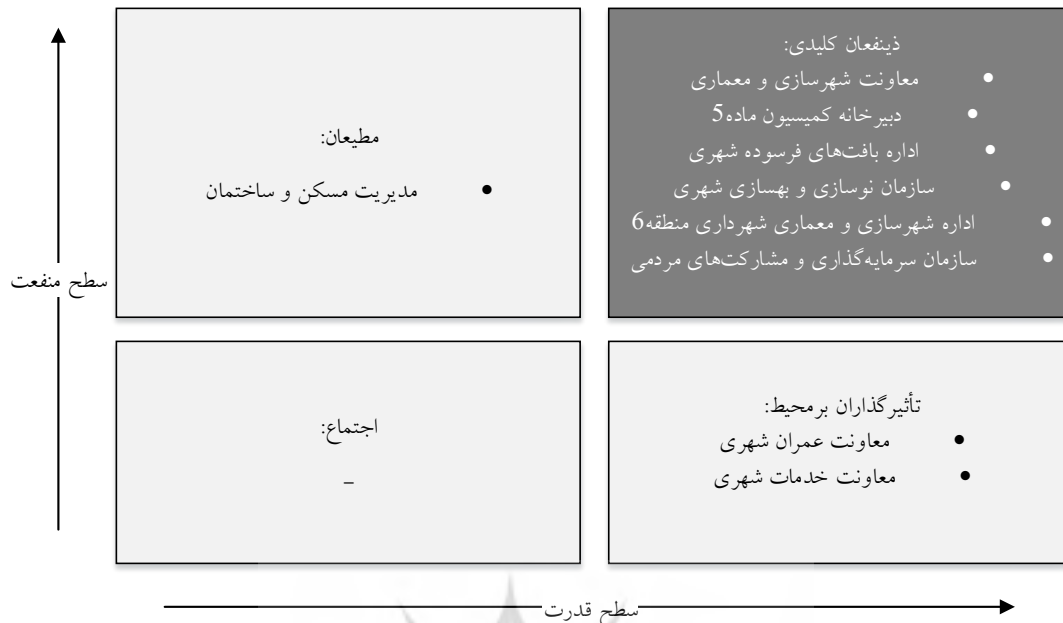 ذینفعان کلیدی:
• معاونت شهرسازی و معماری
• دبیرخانه کمیسیون ماده5
• اداره بافت‌های فرسوده شهری
• سازمان نوسازی و بهسازی شهری
• اداره شهرسازی و معماری شهرداری منطقه6
• سازمان سرمایه‌گذاری و مشارکت‌های مردمی
مطیعان:
• مدیریت مسکن و ساختمان
سطح منفعت
تأثیرگذاران برمحیط:
• معاونت عمران شهری
• معاونت خدمات شهری
اجتماع:
–
سطح قدرت